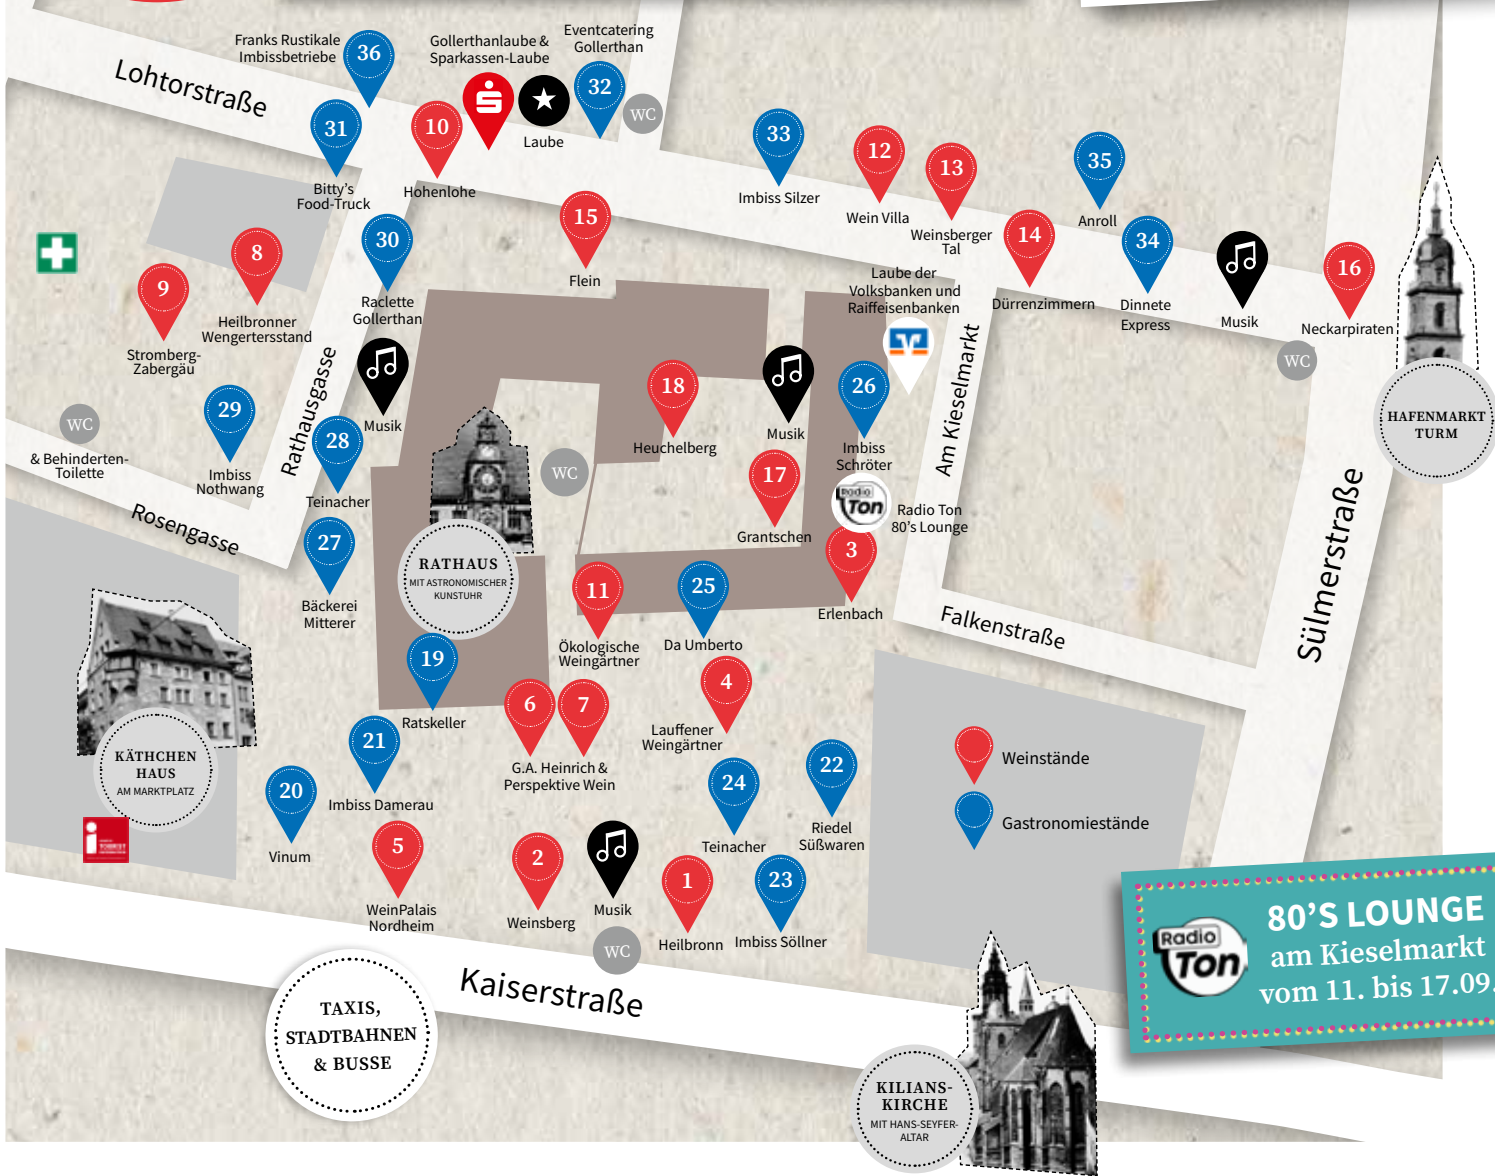 Franks Rustikale
Imbissbetriebe
36
Gollerthanlaube &
Sparkassen-Laube
Eventcatering
Gollerthan
32
WC
Lohtorstraße
31
Bitty's
Food-Truck
10
Hohenlohe
Laube
33
Imbiss Silzer
12
Wein Villa
13
Weinsberger
Tal
35
Anroll
15
Flein
14
Dürrenzimmern
34
Dinnete
Express
Musik
16
Neckarpiraten
WC
30
Raclette
Gollerthan
8
Heilbronner
Wengertersstand
9
Stromberg-
Zabergäu
Laube der
Volksbanken und
Raiffeisenbanken
Rathausgasse
Musik
Am Kieselmarkt
HAFENMARKT
TURM
29
Imbiss
Nothwang
WC
& Behinderten-
Toilette
28
Teinacher
18
Heuchelberg
Musik
26
Imbiss
Schröter
WC
17
Grantschen
Radio
Ton
Radio Ton
80's Lounge
Rosengasse
27
Bäckerei
Mitterer
RATHAUS
MIT ASTRONOMISCHER
KUNSTUHR
3
Erlenbach
11
Ökologische
Weingärtner
25
Da Umberto
Falkenstraße
Sülmerstraße
19
Ratskeller
6
7
G.A. Heinrich &
Perspektive Wein
4
Lauffener
Weingärtner
KÄTHCHEN
HAUS
AM MARKTPLATZ
21
Imbiss Damerau
20
Vinum
24
Teinacher
22
Riedel
Süßwaren
Weinstände
Gastronomiestände
i
5
WeinPalais
Nordheim
2
Weinsberg
Musik
WC
1
Heilbronn
23
Imbiss Söllner
Kaiserstraße
TAXIS,
STADTBAHNEN
& BUSSE
KILIANS-
KIRCHE
MIT HANS-SEYFER-
ALTAR
Radio
Ton
80'S LOUNGE
am Kieselmarkt
vom 11. bis 17.09.